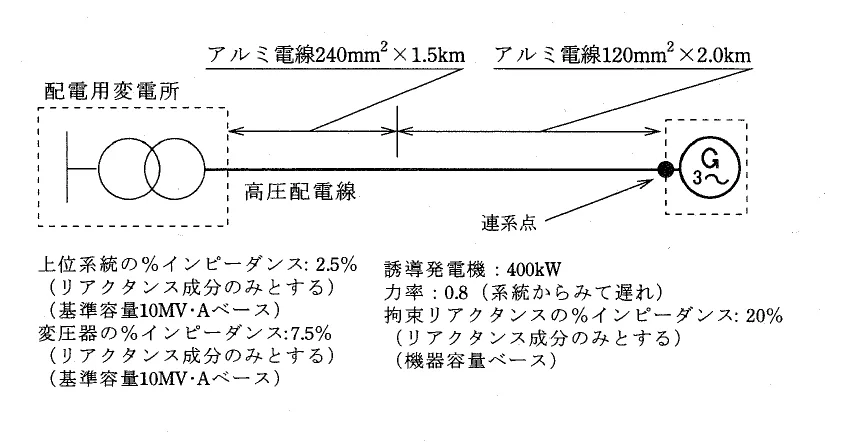 アルミ電線240mm²×1.5km
アルミ電線120mm²×2.0km
配電用変電所
G
3〜
高圧配電線
連系点
上位系統の%インピーダンス: 2.5%
(リアクタンス成分のみとする)
(基準容量10MV·Aベース)
変圧器の%インピーダンス:7.5%
(リアクタンス成分のみとする)
(基準容量10MV·Aベース)
誘導発電機：400kW
力率：0.8（系統からみて遅れ）
拘束リアクタンスの%インピーダンス: 20%
(リアクタンス成分のみとする)
(機器容量ベース)